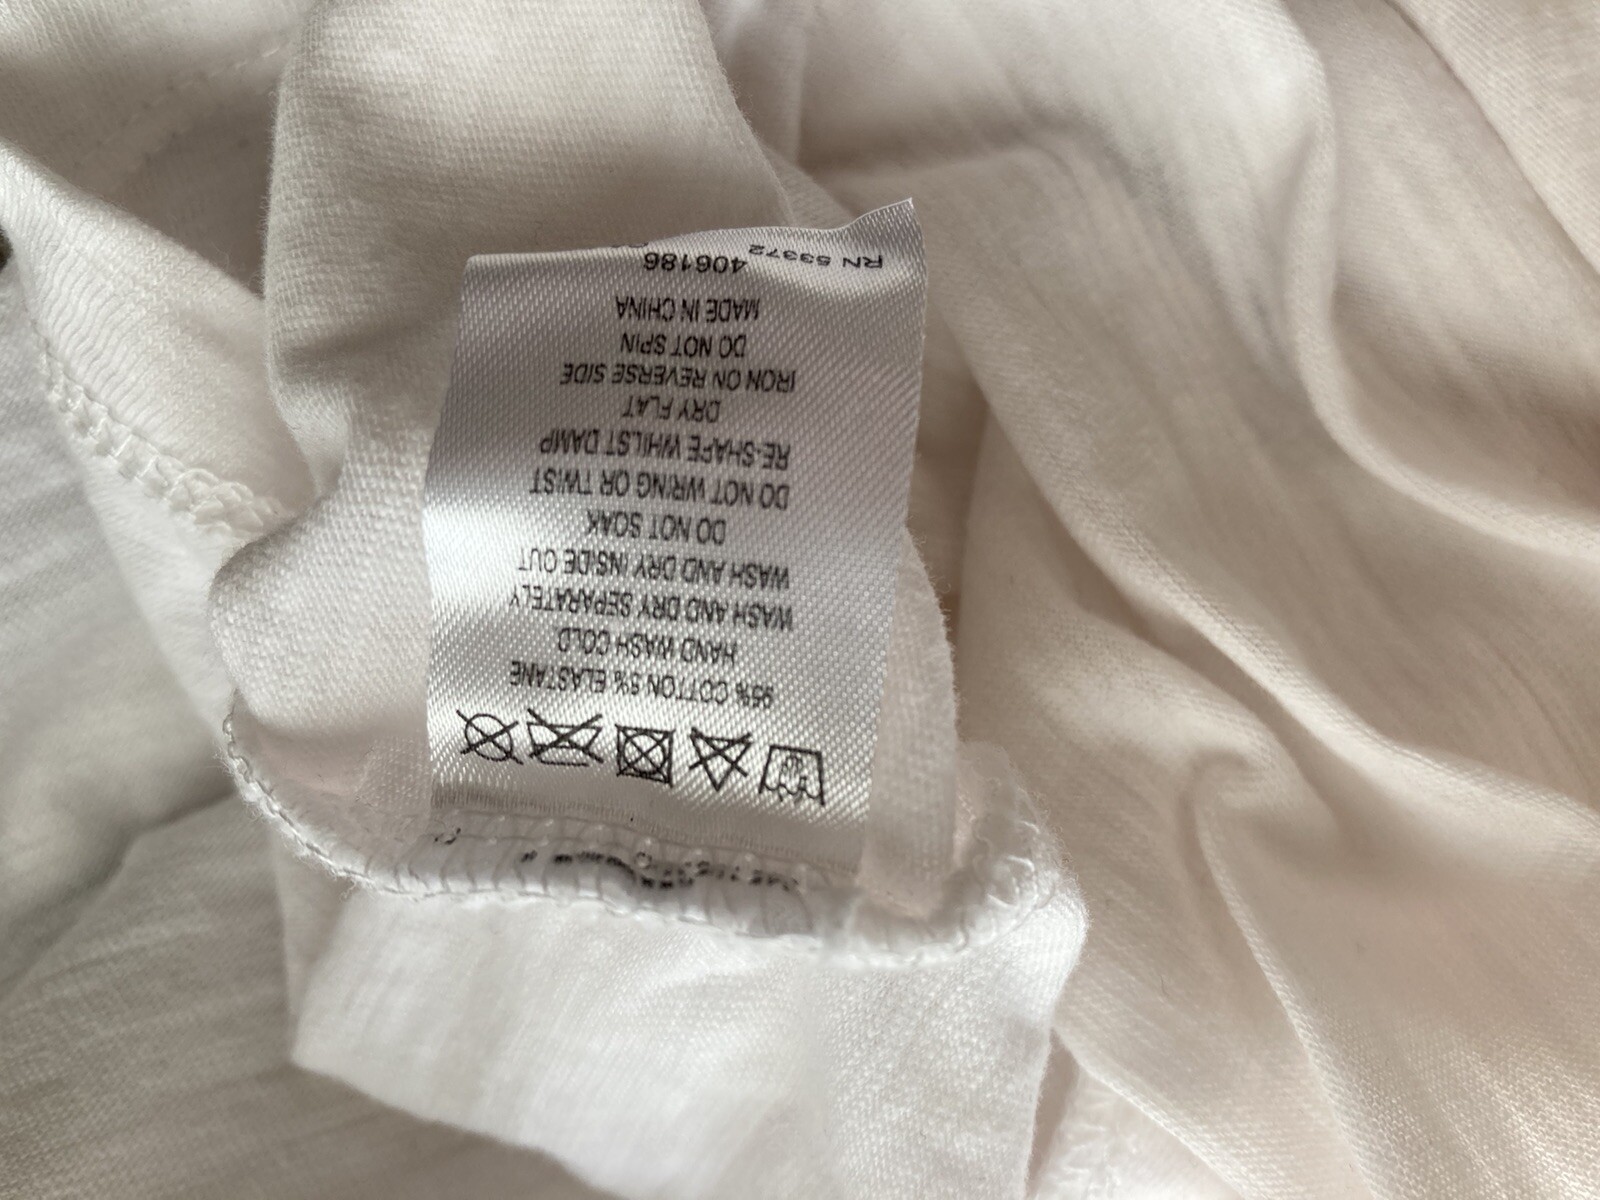 95% COTTON 5% ELASTANE
HAND WASH COLD
WASH AND DRY SEPARATELY
WASH AND DRY INSIDE OUT
DO NOT SOAK
DO NOT WRING OR TWIST
RE-SHAPE WHILST DAMP
DRY FLAT
IRON ON REVERSE SIDE
DO NOT SPIN
MADE IN CHINA
406186
RN 53372